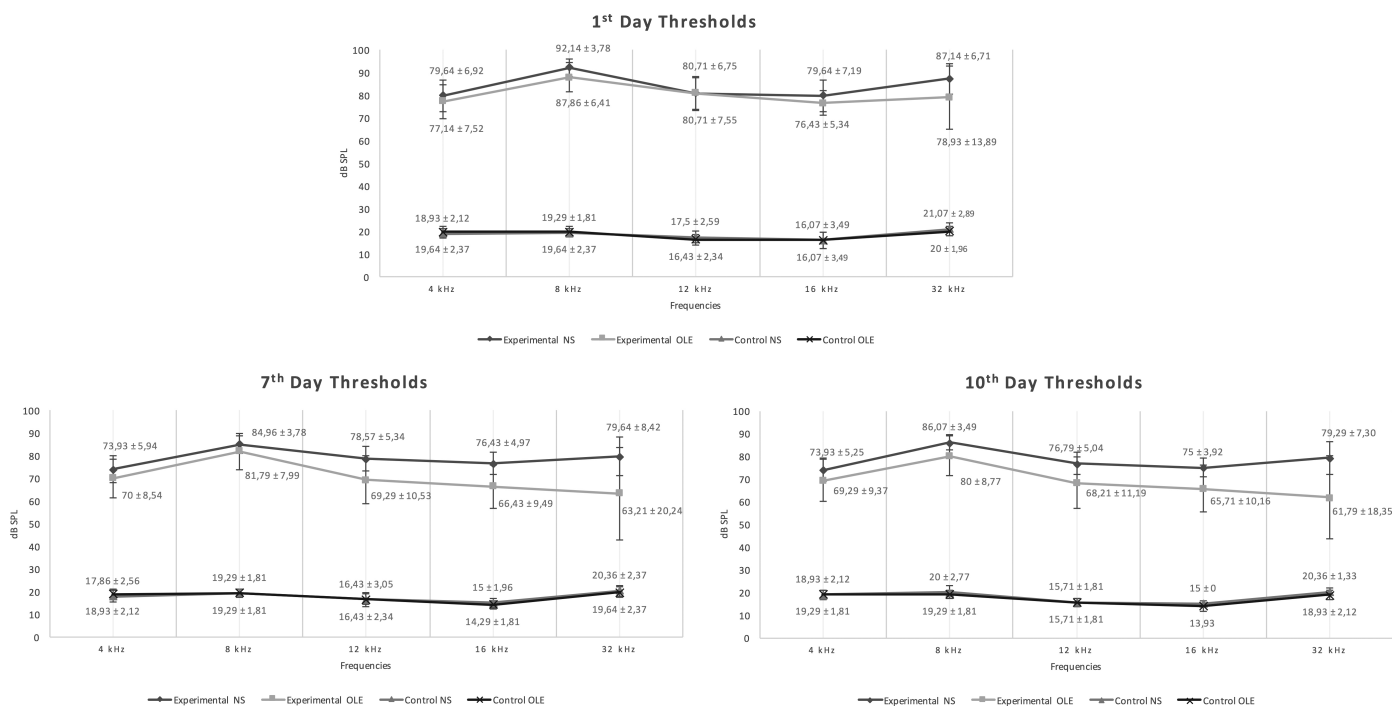 1st Day Thresholds
100
90
80
70
60
50
40
30
20
10
0
dB SPL
79,64 ± 6,92
92,14 ± 3,78
80,71 ± 6,75
79,64 ± 7,19
87,14 ± 6,71
77,14 ± 7,52
87,86 ± 6,41
80,71 ± 7,55
76,43 ± 5,34
78,93 ± 13,89
18,93 ± 2,12
19,29 ± 1,81
17,5 ± 2,59
16,07 ± 3,49
21,07 ± 2,89
19,64 ± 2,37
19,64 ± 2,37
16,43 ± 2,34
16,07 ± 3,49
20 ± 1,96
4 kHz 8 kHz 12 kHz 16 kHz 32 kHz
Frequencies
Experimental NS Experimental OLE Control NS Control OLE
7th Day Thresholds
100
90
80
70
60
50
40
30
20
10
0
dB SPL
73,93 ± 5,94
84,96 ± 3,78
78,57 ± 5,34
76,43 ± 4,97
79,64 ± 8,42
70 ± 8,54
81,79 ± 7,99
69,29 ± 10,53
66,43 ± 9,49
63,21 ± 20,24
17,86 ± 2,56
19,29 ± 1,81
16,43 ± 3,05
15 ± 1,96
20,36 ± 2,37
18,93 ± 2,12
19,29 ± 1,81
16,43 ± 2,34
14,29 ± 1,81
19,64 ± 2,37
4 kHz 8 kHz 12 kHz 16 kHz 32 kHz
Frequencies
Experimental NS Experimental OLE Control NS Control OLE
10th Day Thresholds
100
90
80
70
60
50
40
30
20
10
0
dB SPL
73,93 ± 5,25
86,07 ± 3,49
76,79 ± 5,04
75 ± 3,92
79,29 ± 7,30
69,29 ± 9,37
80 ± 8,77
68,21 ± 11,19
65,71 ± 10,16
61,79 ± 18,35
18,93 ± 2,12
20 ± 2,77
15,71 ± 1,81
15 ± 0
20,36 ± 1,33
19,29 ± 1,81
19,29 ± 1,81
15,71 ± 1,81
13,93
18,93 ± 2,12
4 kHz 8 kHz 12 kHz 16 kHz 32 kHz
Frequencies
Experimental NS Experimental OLE Control NS Control OLE